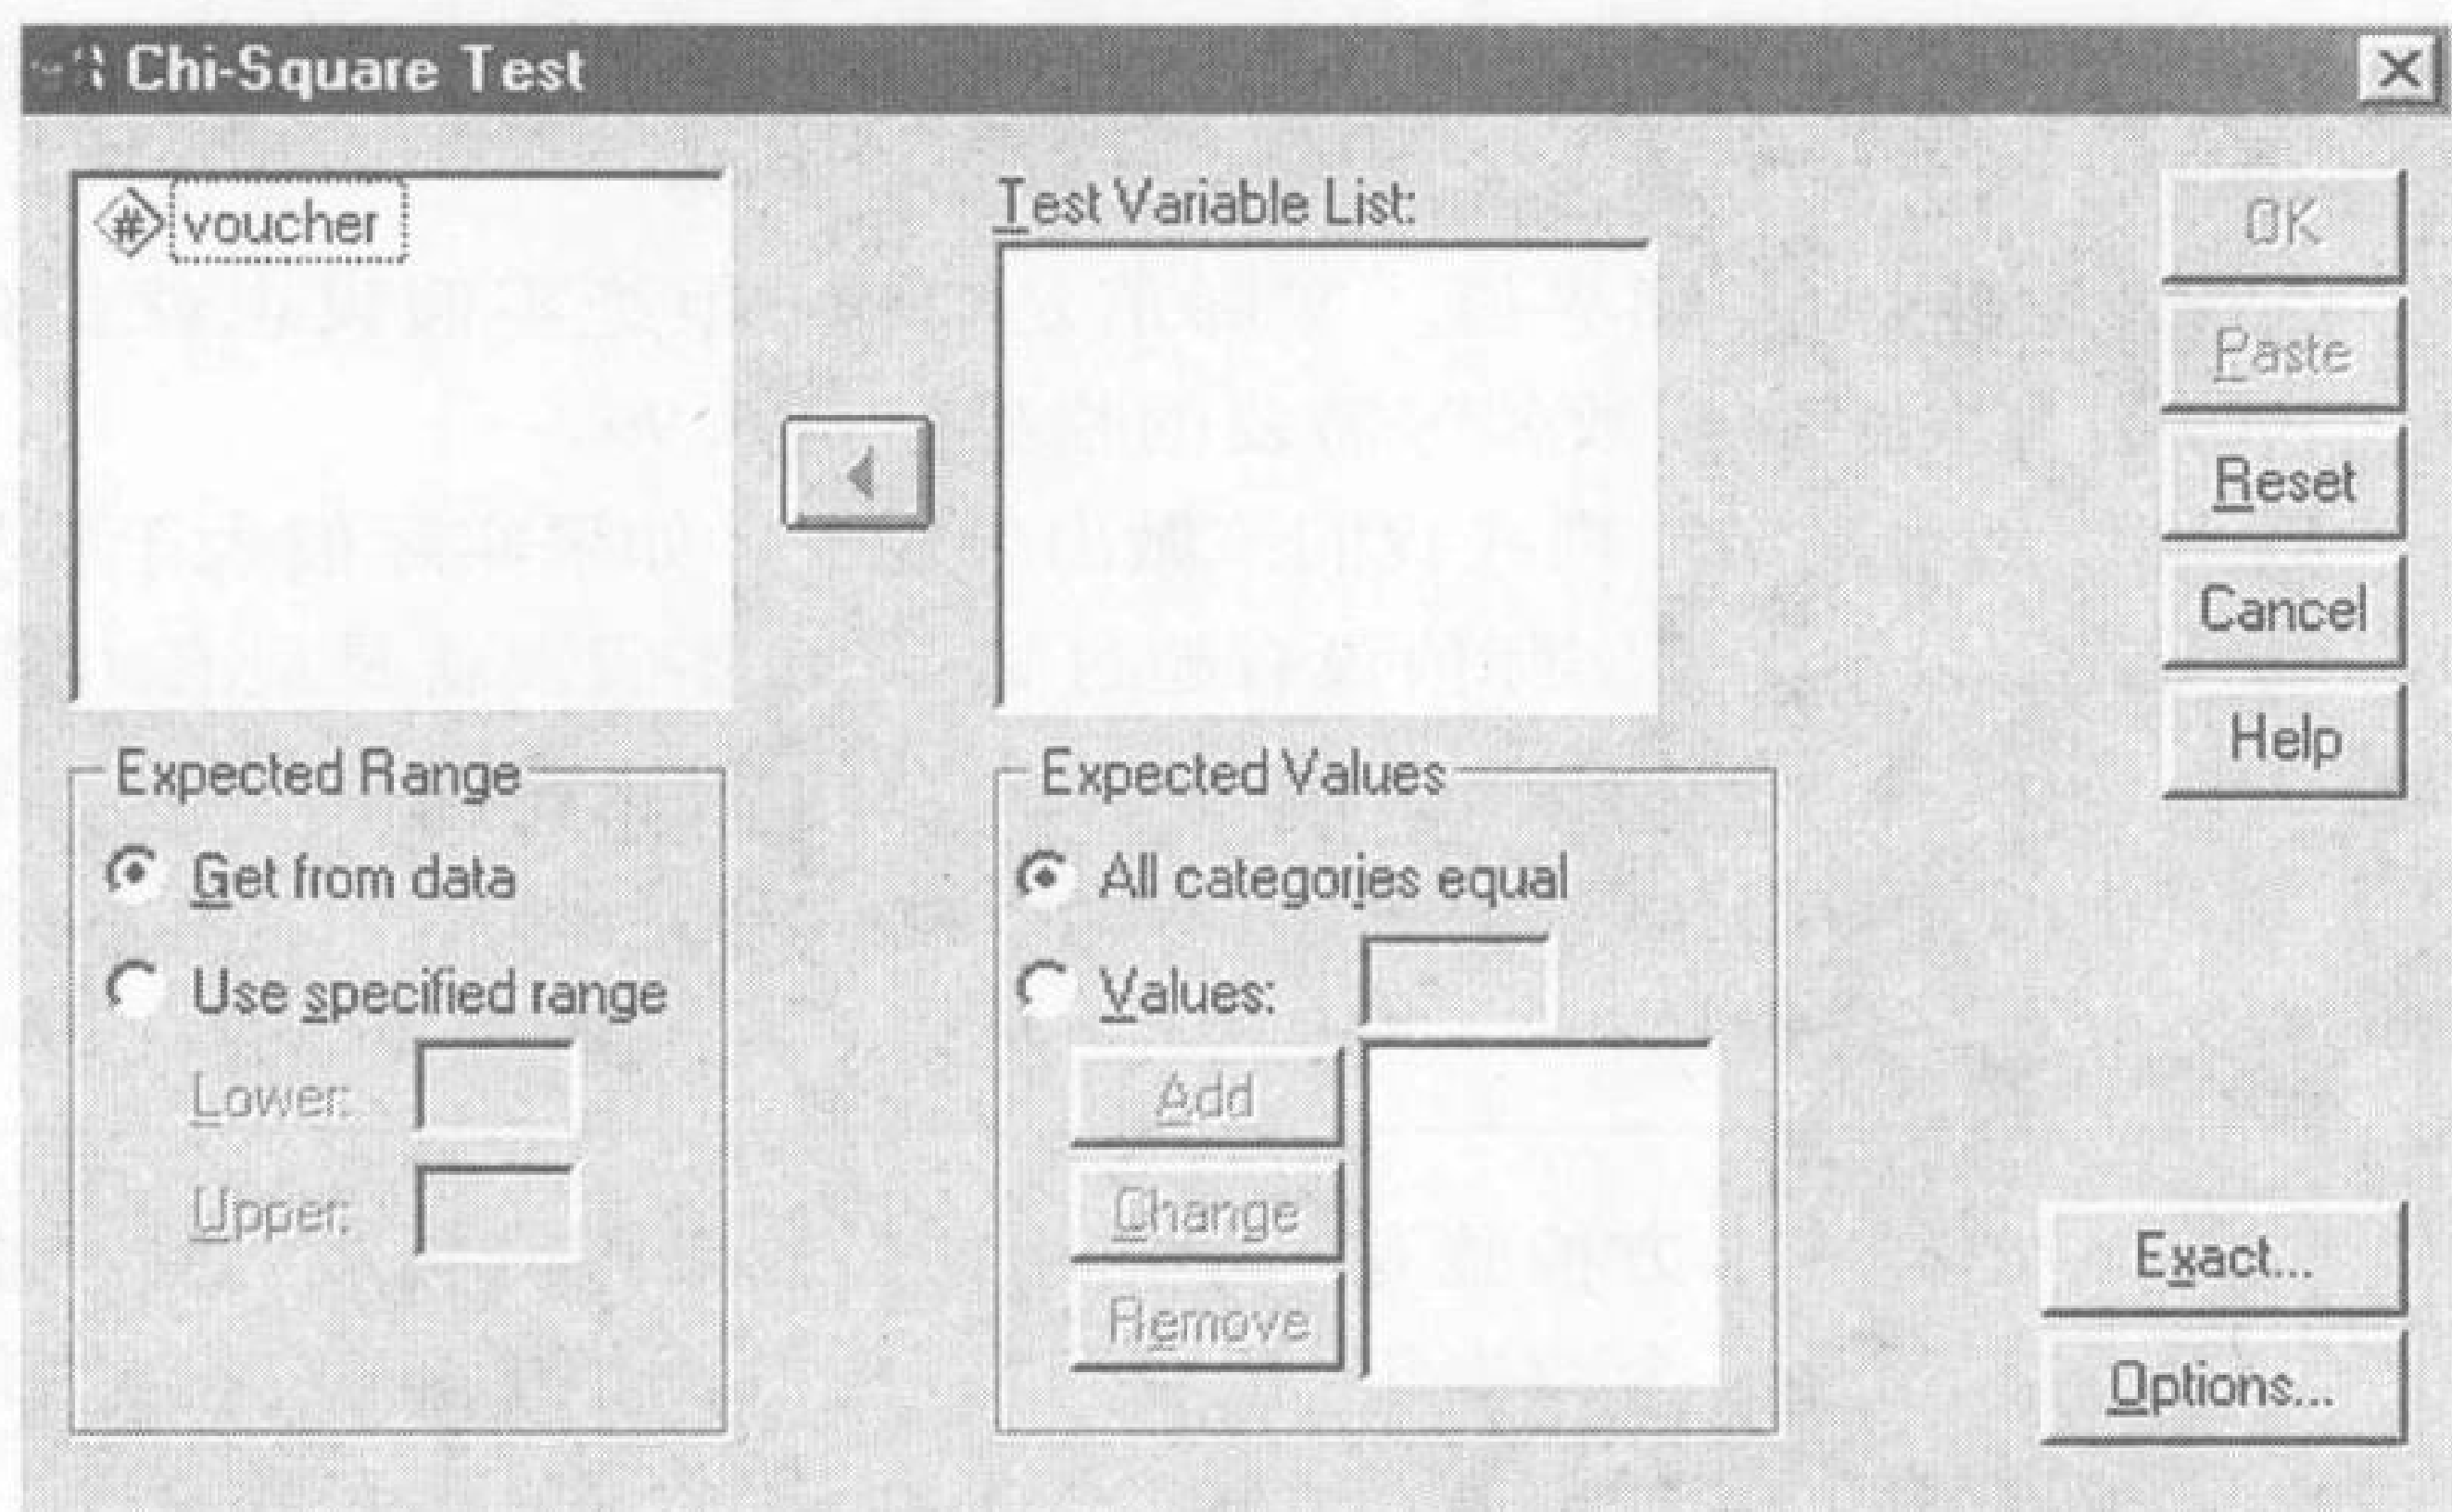 Chi-Square Test
# voucher
Test Variable List:
OK
Paste
Reset
Cancel
Help
Expected Range
Get from data
Use specified range
Lower:
Upper:
Expected Values
All categories equal
Values:
Add
Change
Remove
Exact...
Options...